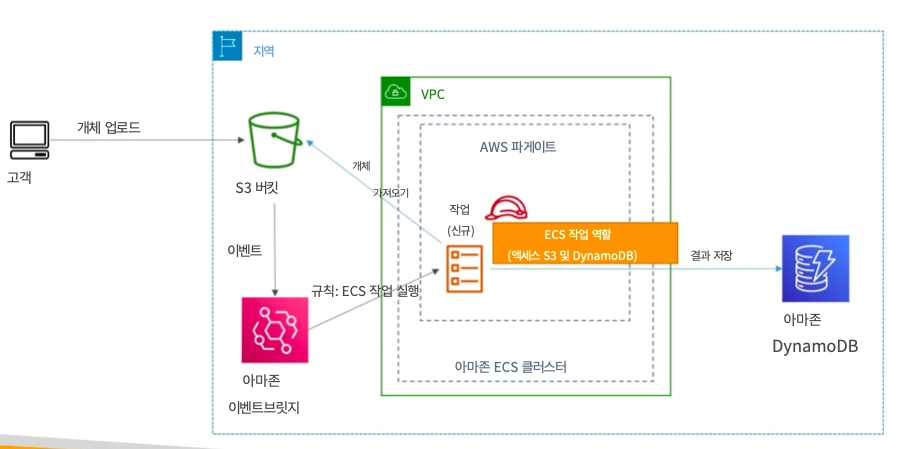 지역
VPC
개체 업로드
고객
S3 버킷
AWS 파게이트
개체
가져오기
작업
(신규)
ECS 작업 역할
(액세스 S3 및 DynamoDB)
결과 저장
이벤트
규칙: ECS 작업 실행
아마존
DynamoDB
아마존 ECS 클러스터
아마존
이벤트브릿지